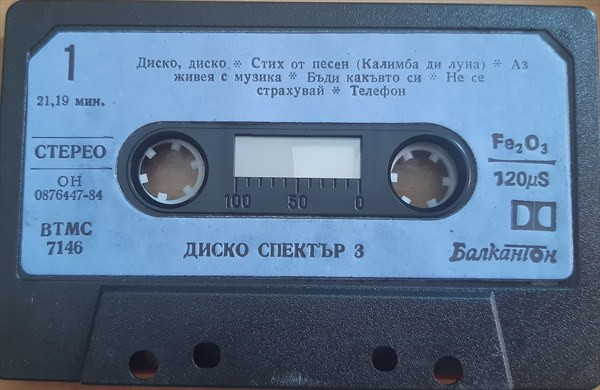 1
Диско, диско * Стих от песен (Калимба ди луна) * Аз
живея с музика * Бъди какъвто си * Не се
страхувай * Телефон
21,19 мин.
СТЕРЕО
ОН
0876447-84
ВТМС
7146
100 50 0
Fe₂O₃
120µS
ДИСКО СПЕКТЪР 3
Балкантон